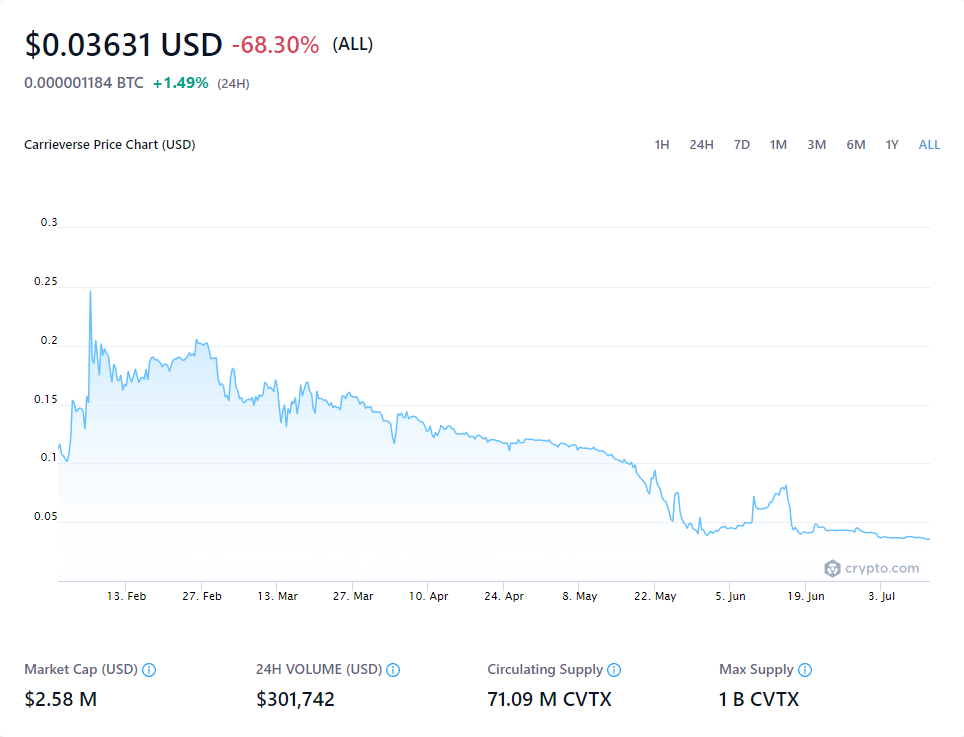 $0.03631 USD -68.30% (ALL)
0.000001184 BTC +1.49% (24H)
Carrieverse Price Chart (USD) 1H 24H 7D 1M 3M 6M 1Y ALL
0.3
0.25
0.2
0.15
0.1
0.05
crypto.com
13. Feb 27. Feb 13. Mar 27. Mar 10. Apr 24. Apr 8. May 22. May 5. Jun 19. Jun 3. Jul
Market Cap (USD) 24H VOLUME (USD) Circulating Supply Max Supply
$2.58 M $301,742 71.09 M CVTX 1 B CVTX